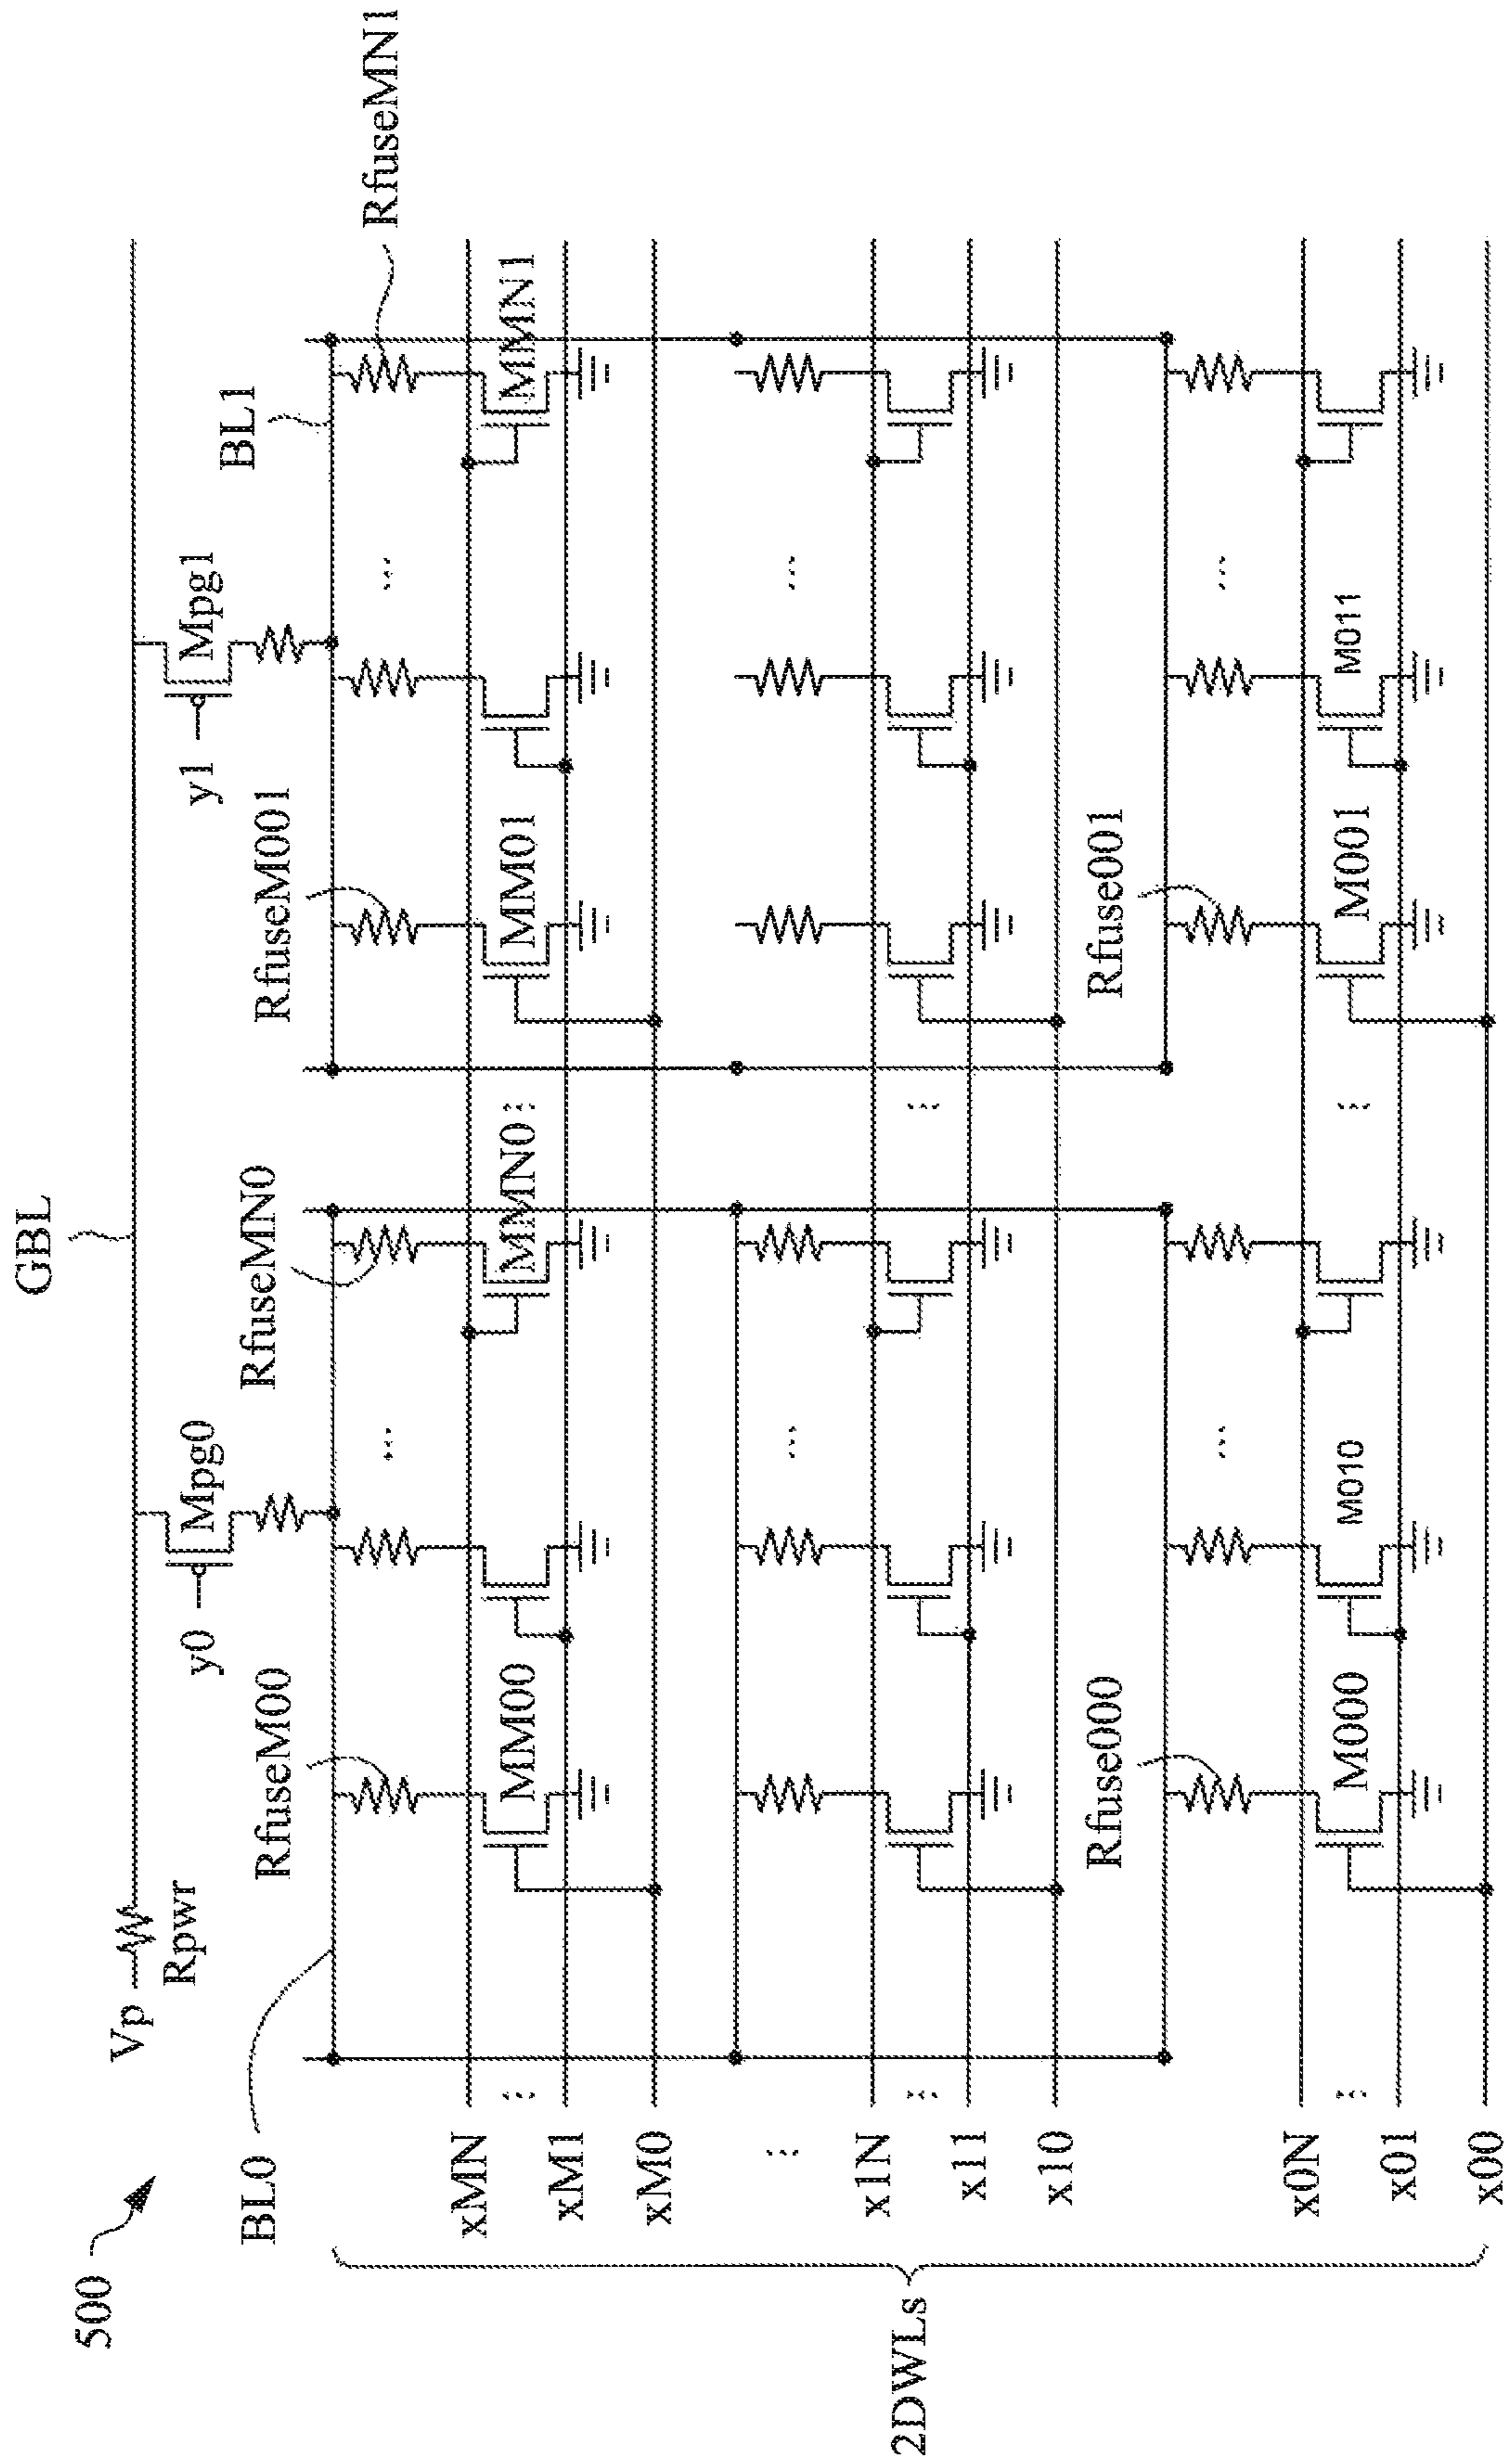 500
GBL
Vp
Rpwr
y0
Mpg0
y1
Mpg1
BL0
RfuseM00
RfuseMN0
RfuseM001
BL1
RfuseMN1
xMN
MM00
MMN0
MM01
MMN1
⋮
xM1
xM0
...
...
⋮
⋮
x1N
⋮
x11
x10
...
...
⋮
2DWLs
Rfuse000
Rfuse001
x0N
M000
M010
M001
M011
⋮
x01
x00
...
...
⋮